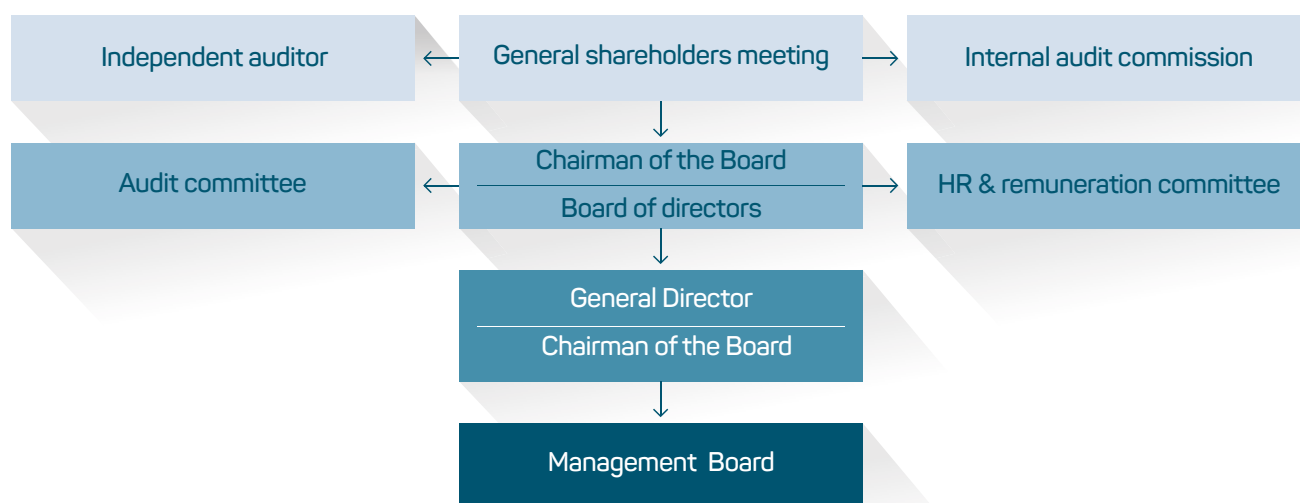 Independent auditor
General shareholders meeting
Internal audit commission
Audit committee
Chairman of the Board
Board of directors
HR & remuneration committee
General Director
Chairman of the Board
Management Board